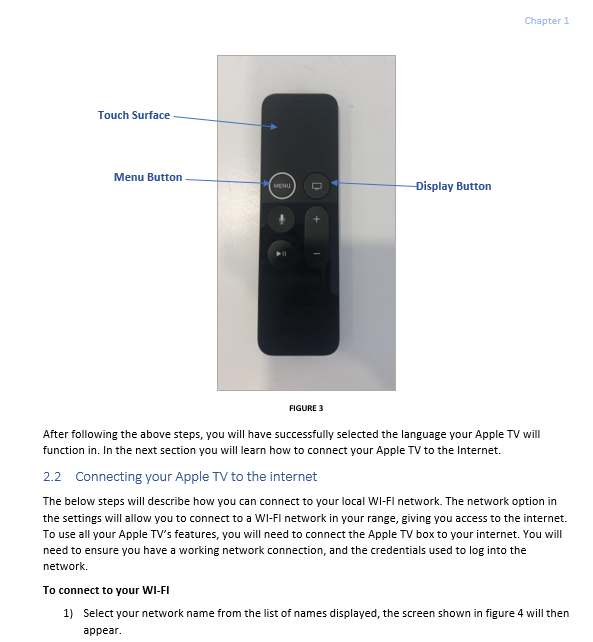 Chapter 1
Touch Surface
Menu Button
Display Button
MENU
+
−
FIGURE 3
After following the above steps, you will have successfully selected the language your Apple TV will
function in. In the next section you will learn how to connect your Apple TV to the Internet.
2.2 Connecting your Apple TV to the internet
The below steps will describe how you can connect to your local WI-FI network. The network option in
the settings will allow you to connect to a WI-FI network in your range, giving you access to the internet.
To use all your Apple TV’s features, you will need to connect the Apple TV box to your internet. You will
need to ensure you have a working network connection, and the credentials used to log into the
network.
To connect to your WI-FI
1) Select your network name from the list of names displayed, the screen shown in figure 4 will then
appear.